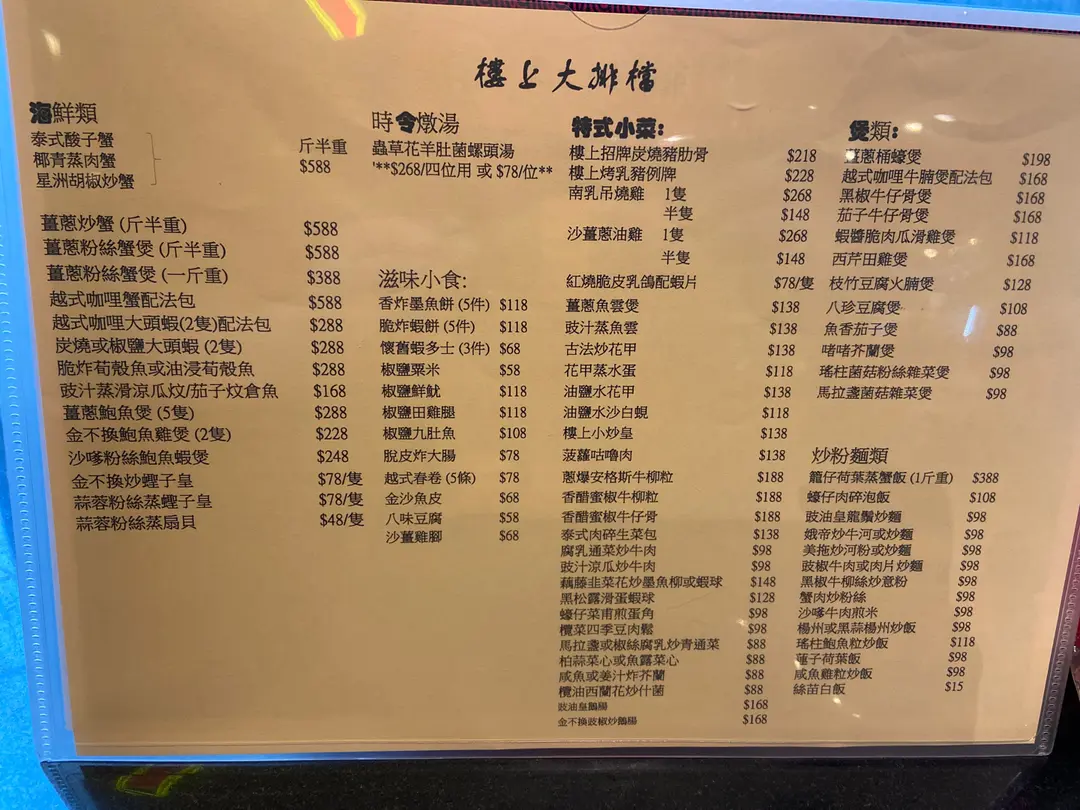 樓上大排檔
海鮮類
泰式酸子蟹
椰青蒸肉蟹
星洲胡椒炒蟹
斤半重
$588
薑蔥炒蟹 (斤半重) $588
薑蔥粉絲蟹煲 (斤半重) $588
薑蔥粉絲蟹煲 (一斤重) $388
越式咖哩蟹配法包 $588
越式咖哩大頭蝦(2隻)配法包 $288
炭燒或椒鹽大頭蝦 (2隻) $288
脆炸荀殼魚或油浸荀殼魚 $288
豉汁蒸滑涼瓜炆/茄子炆倉魚 $168
薑蔥鮑魚煲 (5隻) $288
金不換鮑魚雞煲 (2隻) $228
沙嗲粉絲鮑魚蝦煲 $248
金不換炒蟶子皇 $78/隻
蒜蓉粉絲蒸蟶子皇 $78/隻
蒜蓉粉絲蒸扇貝 $48/隻
時令燉湯
蟲草花羊肚菌螺頭湯
**$268/四位用 或 $78/位**
滋味小食:
香炸墨魚餅 (5件) $118
脆炸蝦餅 (5件) $118
懷舊蝦多士 (3件) $68
椒鹽粟米 $58
椒鹽鮮魷 $118
椒鹽田雞腿 $118
椒鹽九肚魚 $108
脫皮炸大腸 $78
越式春卷 (5條) $78
金沙魚皮 $68
八味豆腐 $58
沙薑雞腳 $68
特式小菜:
樓上招牌炭燒豬肋骨 $218
樓上烤乳豬例牌 $228
南乳吊燒雞 1隻 $268
半隻 $148
沙薑蔥油雞 1隻 $268
半隻 $148
紅燒脆皮乳鴿配蝦片 $78/隻
薑蔥魚雲煲 $138
豉汁蒸魚雲 $138
古法炒花甲 $138
花甲蒸水蛋 $118
油鹽水花甲 $138
油鹽水沙白蜆 $118
樓上小炒皇 $138
菠蘿咕嚕肉 $138
蔥爆安格斯牛柳粒 $188
香醋蜜椒牛柳粒 $188
香醋蜜椒牛仔骨 $188
泰式肉碎生菜包 $138
腐乳通菜炒牛肉 $98
豉汁涼瓜炒牛肉 $98
藕藤韭菜花炒墨魚柳或蝦球 $148
黑松露滑蛋蝦球 $128
蠔仔菜甫煎蛋角 $98
欖菜四季豆肉鬆 $98
馬拉盞或椒絲腐乳炒青通菜 $88
柏蒜菜心或魚露菜心 $88
咸魚或姜汁炸芥蘭 $88
欖油西蘭花炒什菌 $88
豉油皇鵝腸 $168
金不換豉椒炒鵝腸 $168
煲類:
薑蔥桶蠔煲 $198
越式咖哩牛腩煲配法包 $168
黑椒牛仔骨煲 $168
茄子牛仔骨煲 $168
蝦醬脆肉瓜滑雞煲 $118
西芹田雞煲 $168
枝竹豆腐火腩煲 $128
八珍豆腐煲 $108
魚香茄子煲 $88
啫啫芥蘭煲 $98
瑤柱菌菇粉絲雜菜煲 $98
馬拉盞菌菇雜菜煲 $98
炒粉麵類
籠仔荷葉蒸蟹飯 (1斤重) $388
蠔仔肉碎泡飯 $108
豉油皇龍鬚炒麵 $98
娥帝炒牛河或炒麵 $98
美拖炒河粉或炒麵 $98
豉椒牛肉或肉片炒麵 $98
黑椒牛柳絲炒意粉 $98
蟹肉炒粉絲 $98
沙嗲牛肉煎米 $98
楊州或黑蒜楊州炒飯 $98
瑤柱鮑魚粒炒飯 $118
蓮子荷葉飯 $98
咸魚雞粒炒飯 $98
絲苗白飯 $15